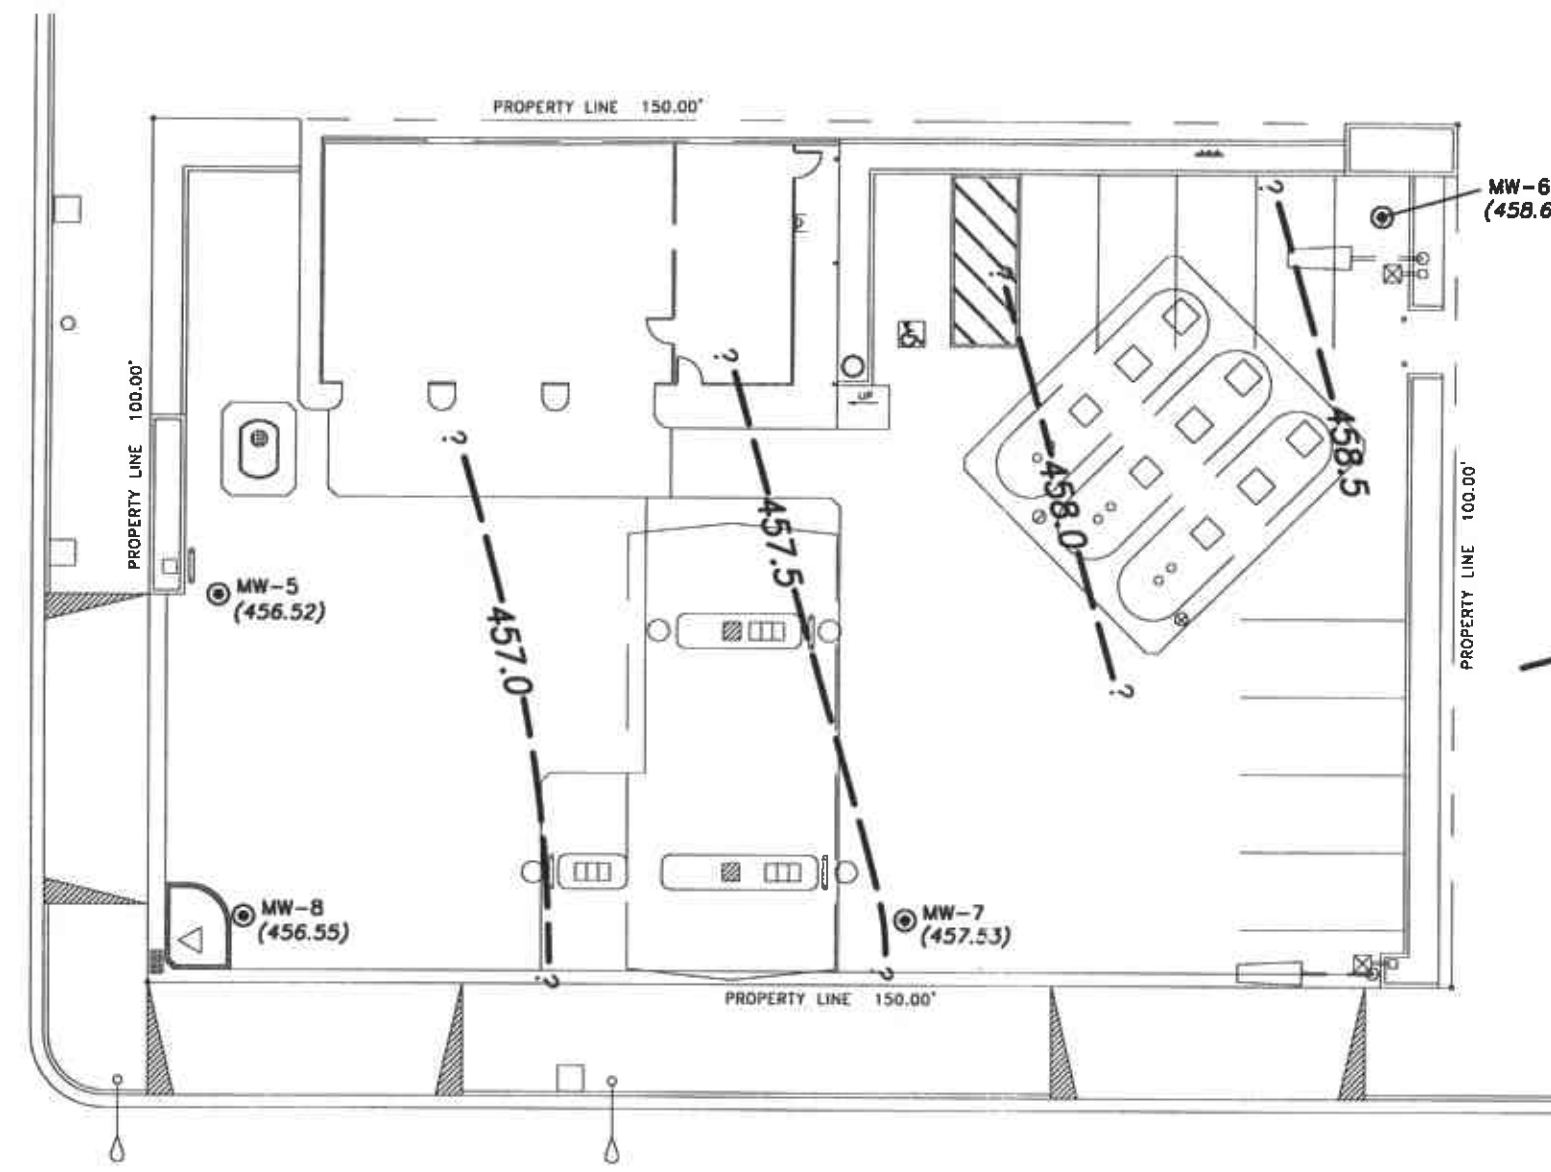 PROPERTY LINE 150.00'
MW-6
(458.6
?
?
?
?
UP
PROPERTY LINE 100.00'
458.5
458.0
457.5
PROPERTY LINE 100.00'
MW-5
(456.52)
457.0
?
MW-8
(456.55)
MW-7
(457.53)
?
?
PROPERTY LINE 150.00'